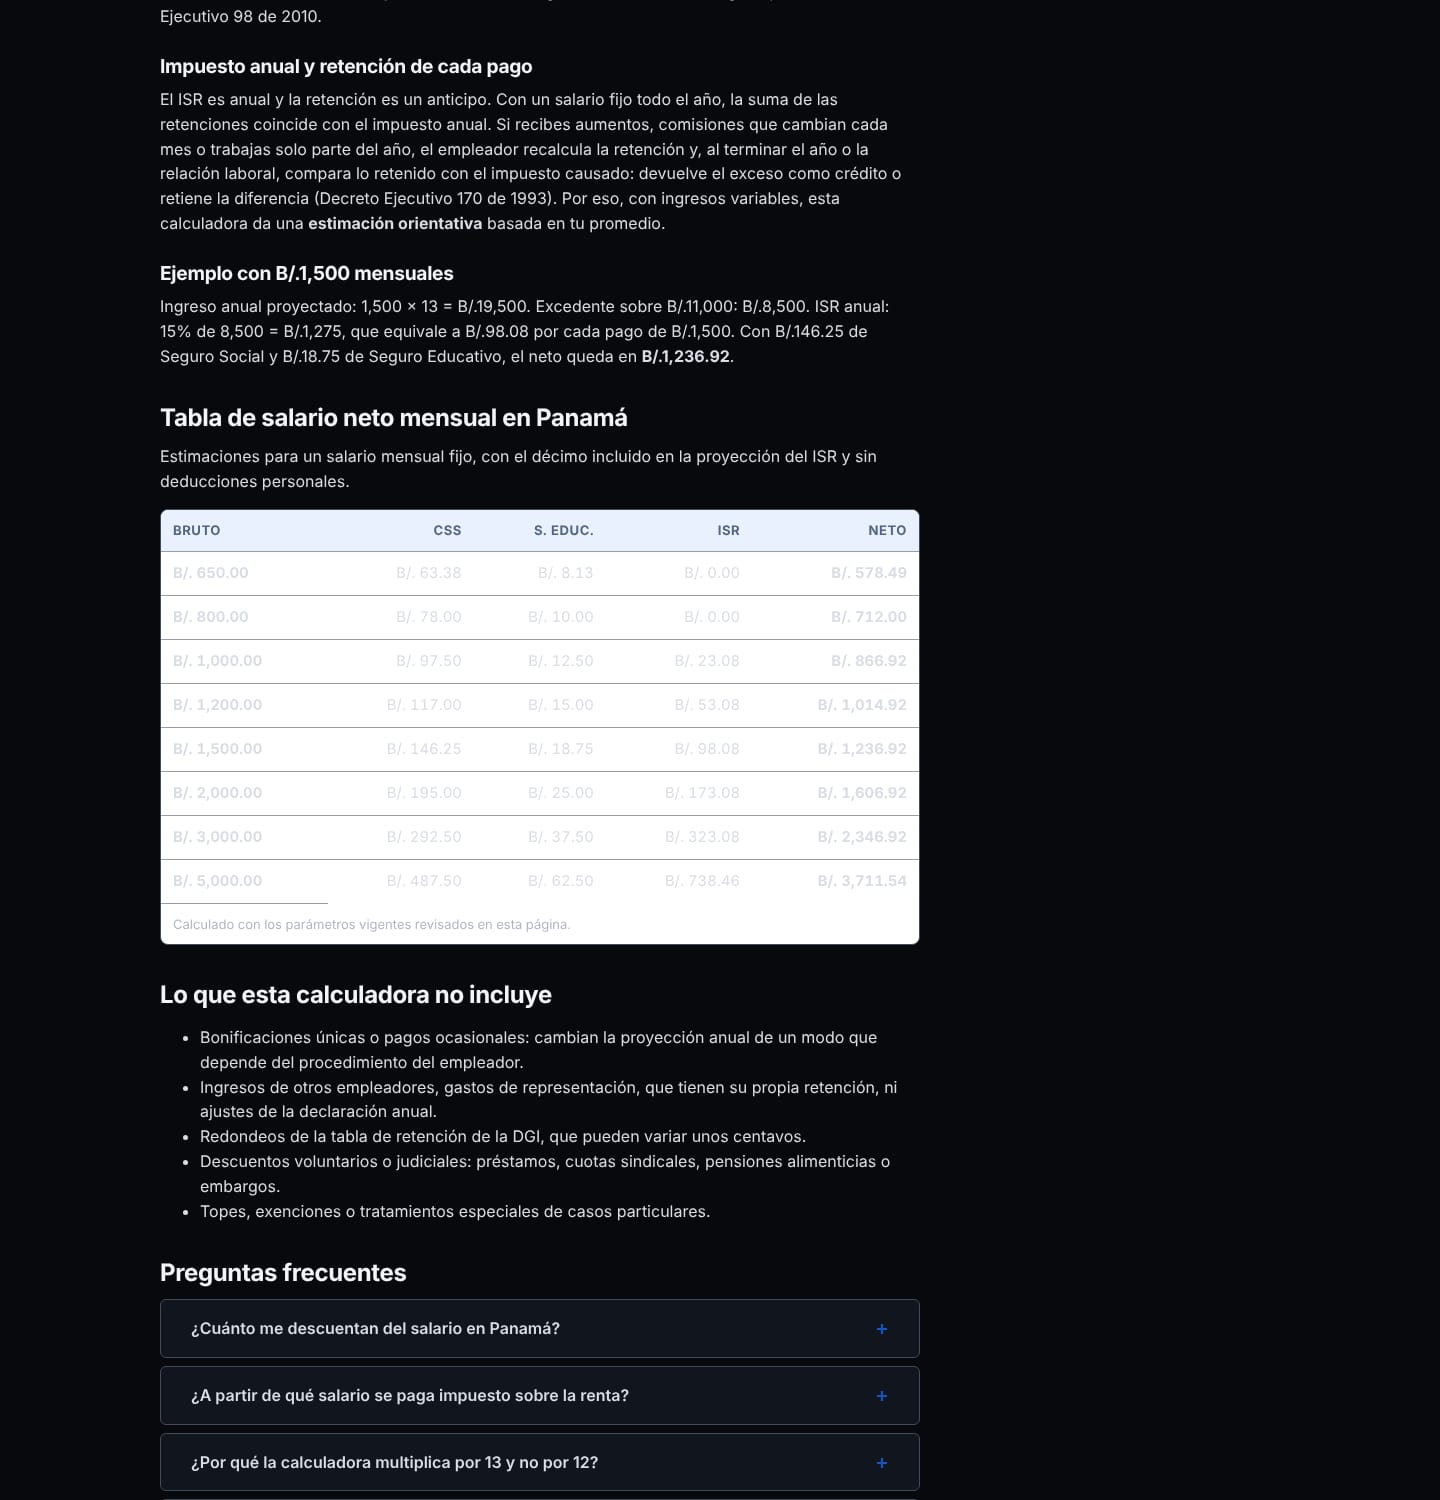 Ejecutivo 98 de 2010.
Impuesto anual y retención de cada pago
El ISR es anual y la retención es un anticipo. Con un salario fijo todo el año, la suma de las
retenciones coincide con el impuesto anual. Si recibes aumentos, comisiones que cambian cada
mes o trabajas solo parte del año, el empleador recalcula la retención y, al terminar el año o la
relación laboral, compara lo retenido con el impuesto causado: devuelve el exceso como crédito o
retiene la diferencia (Decreto Ejecutivo 170 de 1993). Por eso, con ingresos variables, esta
calculadora da una estimación orientativa basada en tu promedio.
Ejemplo con B/.1,500 mensuales
Ingreso anual proyectado: 1,500 × 13 = B/.19,500. Excedente sobre B/.11,000: B/.8,500. ISR anual:
15% de 8,500 = B/.1,275, que equivale a B/.98.08 por cada pago de B/.1,500. Con B/.146.25 de
Seguro Social y B/.18.75 de Seguro Educativo, el neto queda en B/.1,236.92.
Tabla de salario neto mensual en Panamá
Estimaciones para un salario mensual fijo, con el décimo incluido en la proyección del ISR y sin
deducciones personales.
BRUTO CSS S. EDUC. ISR NETO
B/. 650.00 B/. 63.38 B/. 8.13 B/. 0.00 B/. 578.49
B/. 800.00 B/. 78.00 B/. 10.00 B/. 0.00 B/. 712.00
B/. 1,000.00 B/. 97.50 B/. 12.50 B/. 23.08 B/. 866.92
B/. 1,200.00 B/. 117.00 B/. 15.00 B/. 53.08 B/. 1,014.92
B/. 1,500.00 B/. 146.25 B/. 18.75 B/. 98.08 B/. 1,236.92
B/. 2,000.00 B/. 195.00 B/. 25.00 B/. 173.08 B/. 1,606.92
B/. 3,000.00 B/. 292.50 B/. 37.50 B/. 323.08 B/. 2,346.92
B/. 5,000.00 B/. 487.50 B/. 62.50 B/. 738.46 B/. 3,711.54
Calculado con los parámetros vigentes revisados en esta página.
Lo que esta calculadora no incluye
• Bonificaciones únicas o pagos ocasionales: cambian la proyección anual de un modo que
depende del procedimiento del empleador.
• Ingresos de otros empleadores, gastos de representación, que tienen su propia retención, ni
ajustes de la declaración anual.
• Redondeos de la tabla de retención de la DGI, que pueden variar unos centavos.
• Descuentos voluntarios o judiciales: préstamos, cuotas sindicales, pensiones alimenticias o
embargos.
• Topes, exenciones o tratamientos especiales de casos particulares.
Preguntas frecuentes
¿Cuánto me descuentan del salario en Panamá? +
¿A partir de qué salario se paga impuesto sobre la renta? +
¿Por qué la calculadora multiplica por 13 y no por 12? +